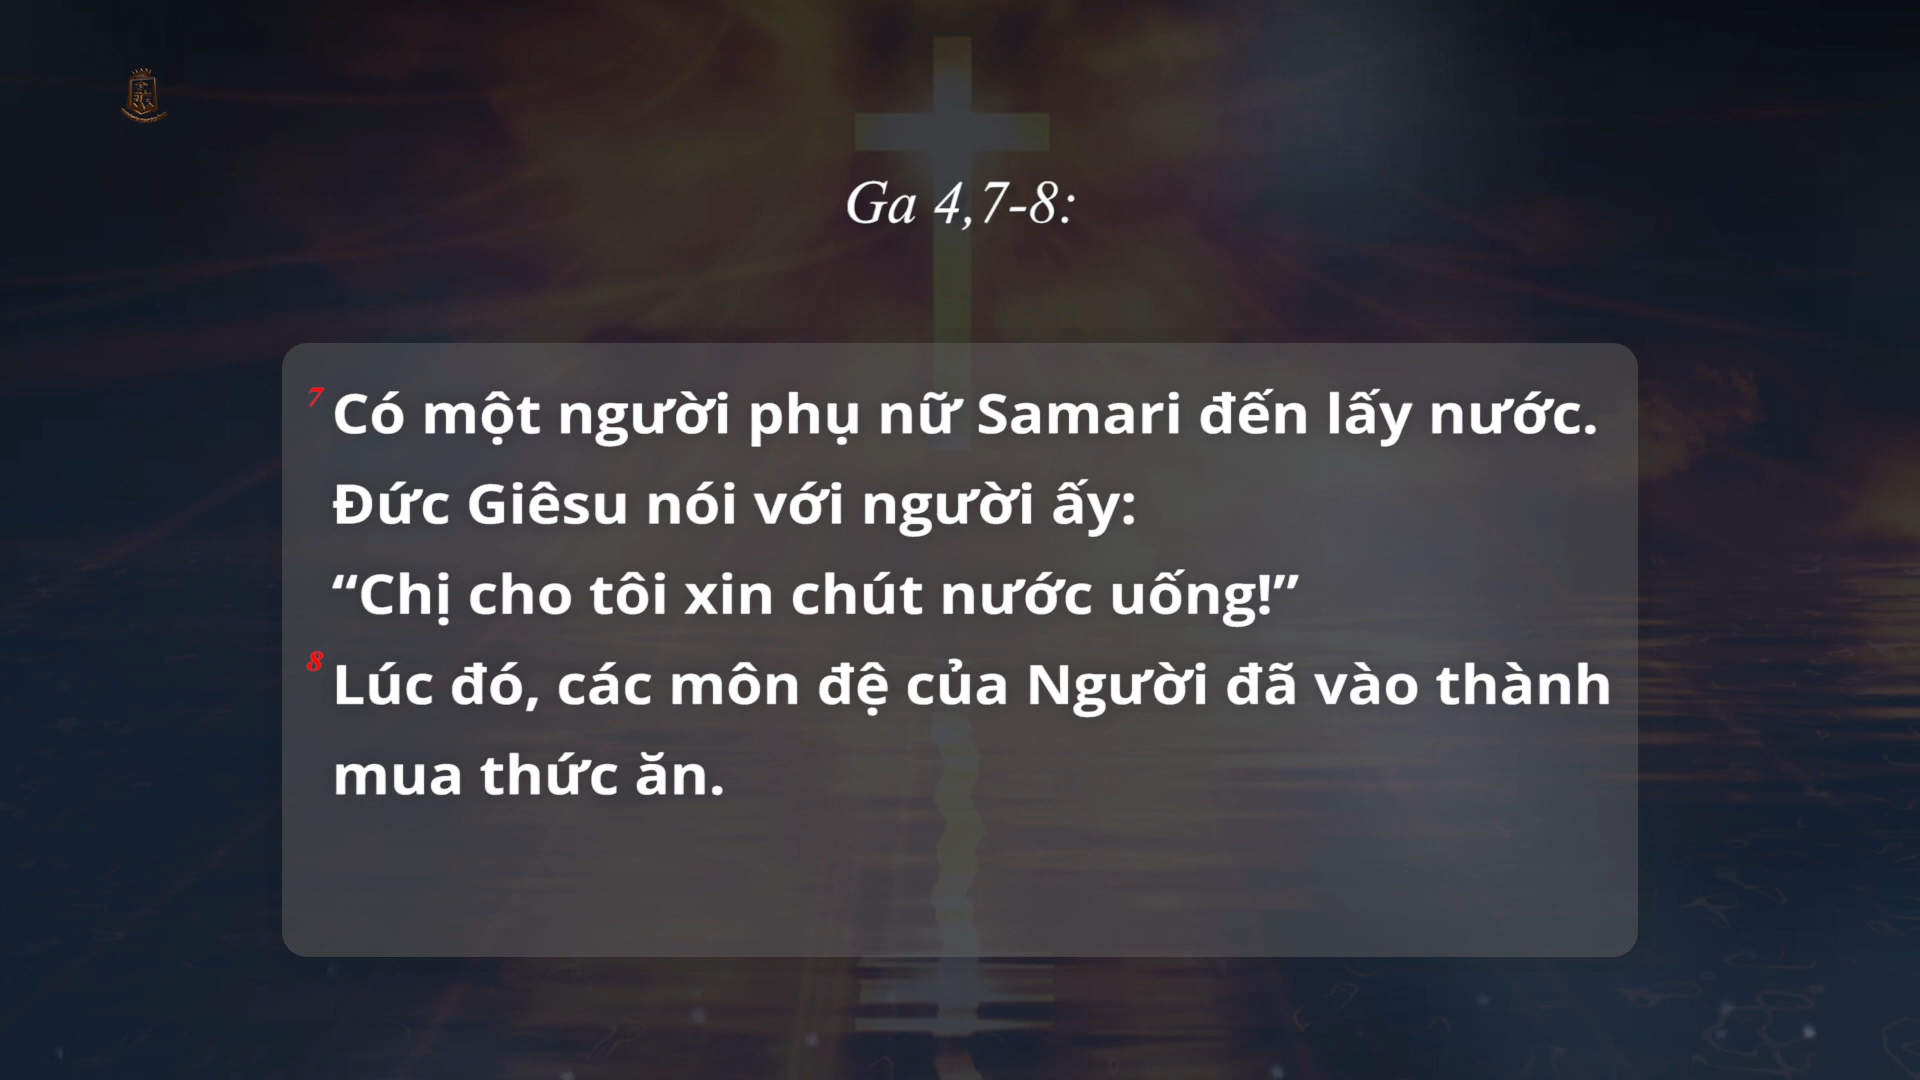 Ga 4,7-8:
7 Có một người phụ nữ Samari đến lấy nước.
Đức Giêsu nói với người ấy:
“Chị cho tôi xin chút nước uống!”
8 Lúc đó, các môn đệ của Người đã vào thành
mua thức ăn.